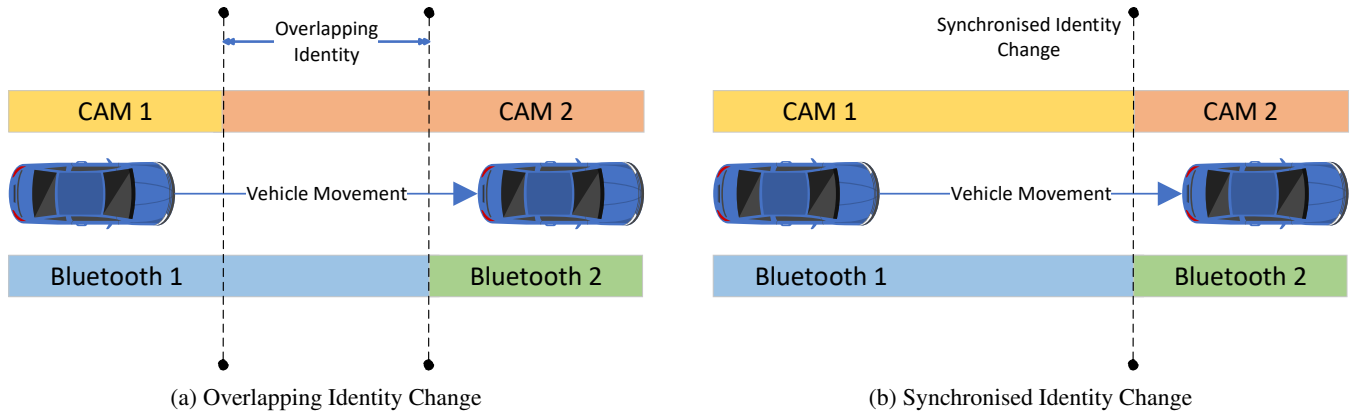 Overlapping
Identity
CAM 1
CAM 2
Vehicle Movement
Bluetooth 1
Bluetooth 2
(a) Overlapping Identity Change
Synchronised Identity
Change
CAM 1
CAM 2
Vehicle Movement
Bluetooth 1
Bluetooth 2
(b) Synchronised Identity Change